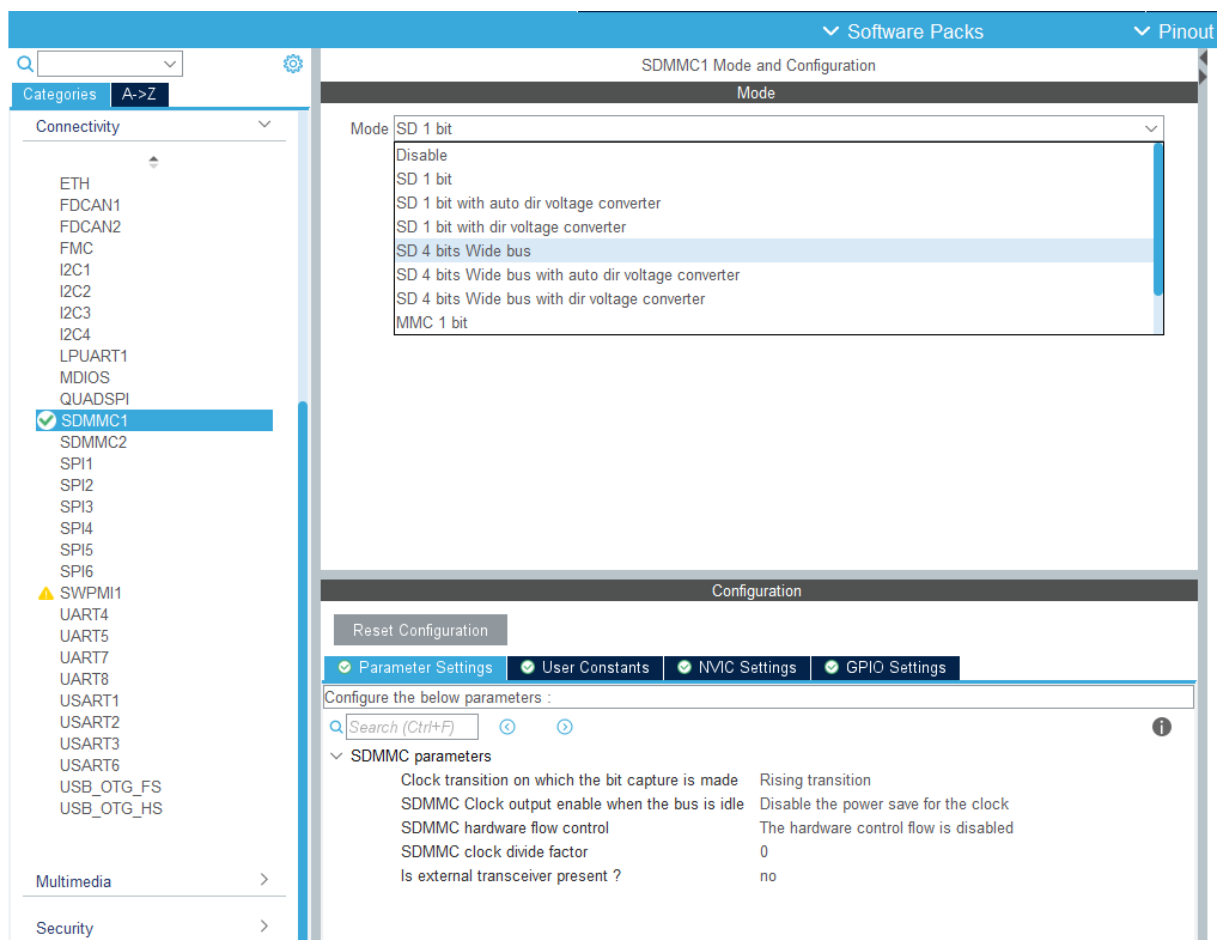 Software Packs
Pinout
SDMMC1 Mode and Configuration
Categories
A->Z
Connectivity
ETH
FDCAN1
FDCAN2
FMC
I2C1
I2C2
I2C3
I2C4
LPUART1
MDIOS
QUADSPI
SDMMC1
SDMMC2
SPI1
SPI2
SPI3
SPI4
SPI5
SPI6
SWPMI1
UART4
UART5
UART7
UART8
USART1
USART2
USART3
USART6
USB_OTG_FS
USB_OTG_HS
Multimedia
Security
Mode
Mode SD 1 bit
Disable
SD 1 bit
SD 1 bit with auto dir voltage converter
SD 1 bit with dir voltage converter
SD 4 bits Wide bus
SD 4 bits Wide bus with auto dir voltage converter
SD 4 bits Wide bus with dir voltage converter
MMC 1 bit
Configuration
Reset Configuration
Parameter Settings
User Constants
NVIC Settings
GPIO Settings
Configure the below parameters :
Search (Ctrl+F)
SDMMC parameters
Clock transition on which the bit capture is made Rising transition
SDMMC Clock output enable when the bus is idle Disable the power save for the clock
SDMMC hardware flow control The hardware control flow is disabled
SDMMC clock divide factor 0
Is external transceiver present ? no